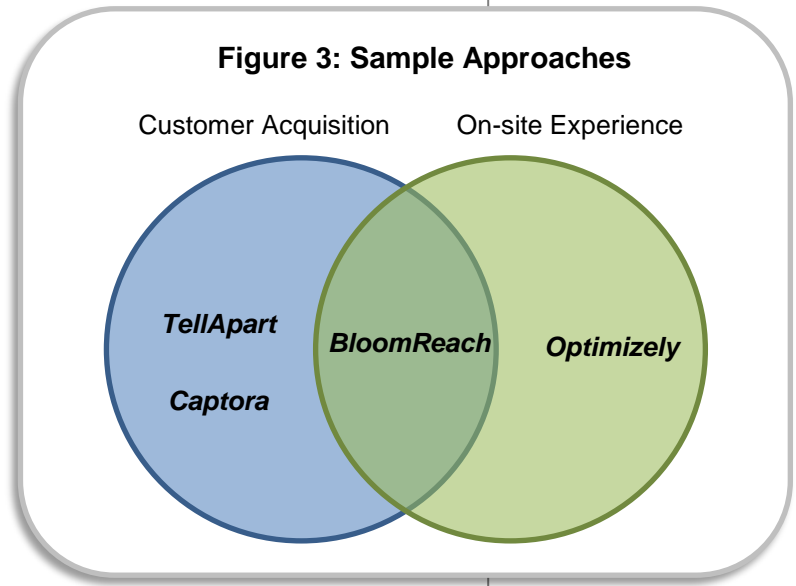 Figure 3: Sample Approaches
Customer Acquisition
On-site Experience
TellApart
BloomReach
Optimizely
Captora